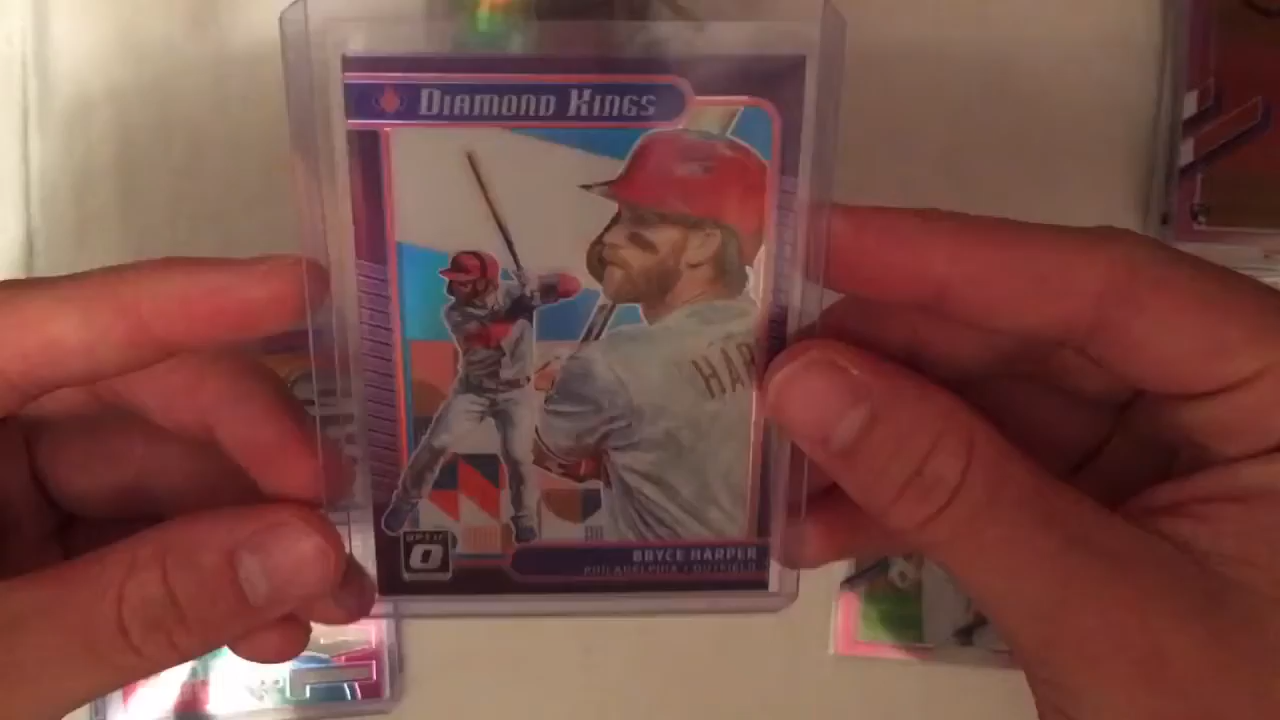 DIAMOND KINGS
HAR
OPTIC
BRYCE HARPER
PHILADELPHIA / OUTFIELD